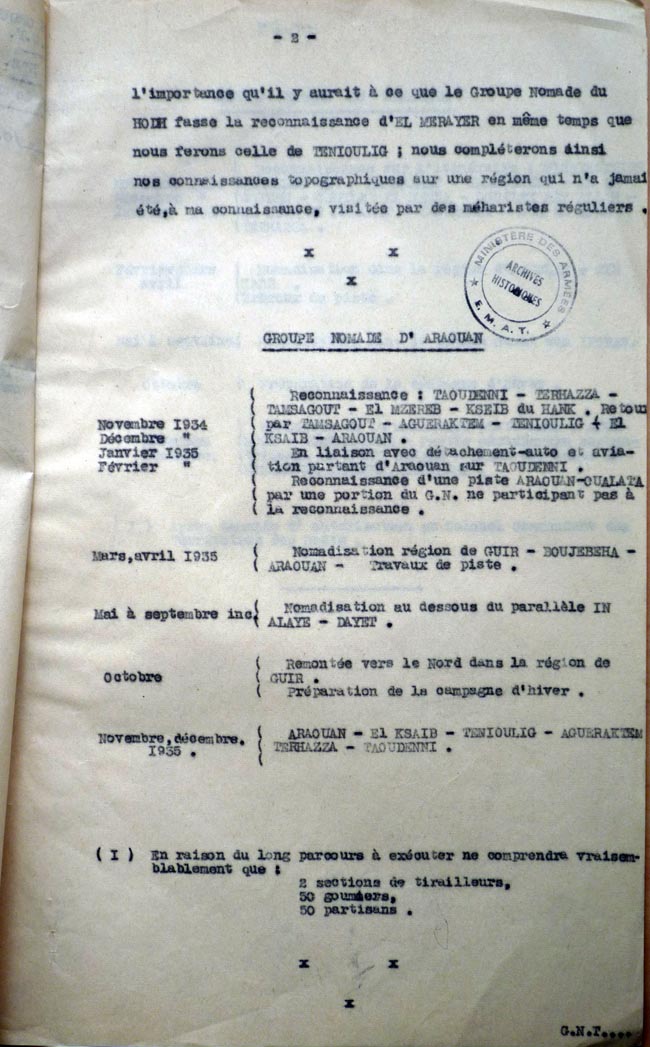 - 2 -
l'importance qu'il y aurait à ce que le Groupe Nomade du
HODH fasse la reconnaissance d'EL MERAYER en même temps que
nous ferons celle de TENIOULIG ; nous compléterons ainsi
nos connaissances topographiques sur une région qui n'a jamai
été,à ma connaissance, visitée par des méharistes réguliers .
x x
x
MINISTÈRE DES ARMÉES
ARCHIVES
HISTORIQUES
E.M.A.T.
GROUPE NOMADE D' ARAOUAN
Novembre 1934
Décembre "
Janvier 1935
Février "
( Reconnaissance : TAOUDENNI - TERHAZZA -
( TAMSAGOUT - El MZEREB - KSEIB du HANK . Retou
( par TAMSAGOUT - AGUERAKTEM - TENIOULIG - El
( KSAIB - ARAOUAN .
( En liaison avec détachement-auto et avia-
( tion partant d'Araouan sur TAOUDENNI .
( Reconnaissance d'une piste ARAOUAN-OUALATA
( par une portion du G.N. ne participant pas à
( la reconnaissance .
Mars,avril 1935 ( Nomadisation région de GUIR - BOUJEBEHA -
( ARAOUAN - Travaux de piste .
Mai à septembre inc. ( Nomadisation au dessous du parallèle IN
( ALAYE - DAYET .
Octobre
( Remontée vers le Nord dans la région de
( GUIR .
( Préparation de la campagne d'hiver .
Novembre,décembre. ( ARAOUAN - El KSAIB - TENIOULIG - AGUERAKTEM
1935 . ( TERHAZZA - TAOUDENNI .
( I ) En raison du long parcours à exécuter ne comprendra vraisem-
blablement que :
2 sections de tirailleurs,
50 goumiers,
50 partisans .
x x
x
G.N.T....